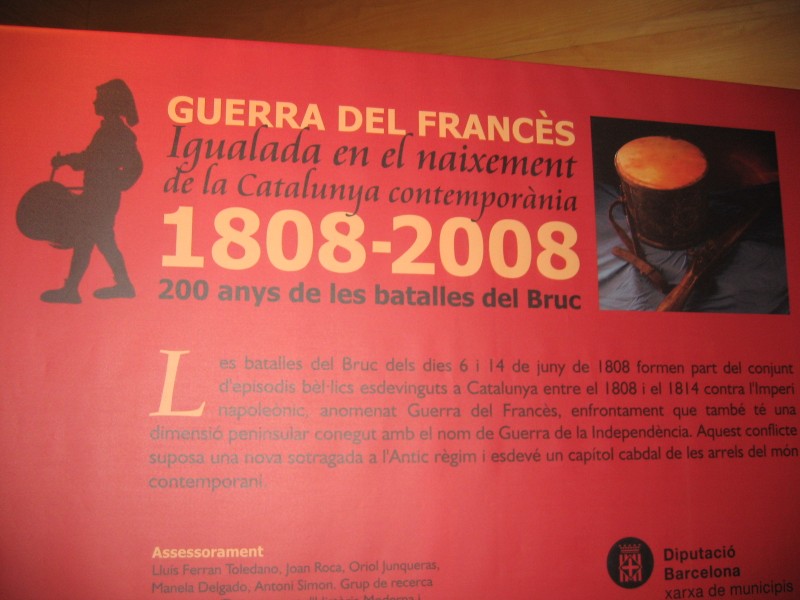 GUERRA DEL FRANCÈS
Igualada en el naixement
de la Catalunya contemporània
1808-2008
200 anys de les batalles del Bruc
Les batalles del Bruc dels dies 6 i 14 de juny de 1808 formen part del conjunt
d'episodis bèl·lics esdevinguts a Catalunya entre el 1808 i el 1814 contra l'Imperi
napoleònic, anomenat Guerra del Francès, enfrontament que també té una
dimensió peninsular conegut amb el nom de Guerra de la Independència. Aquest conflicte
suposa una nova sotragada a l'Antic règim i esdevé un capítol cabdal de les arrels del món
contemporani.
Assessorament
Lluís Ferran Toledano, Joan Roca, Oriol Junqueras,
Manela Delgado, Antoni Simon. Grup de recerca
Diputació
Barcelona
xarxa de municipis